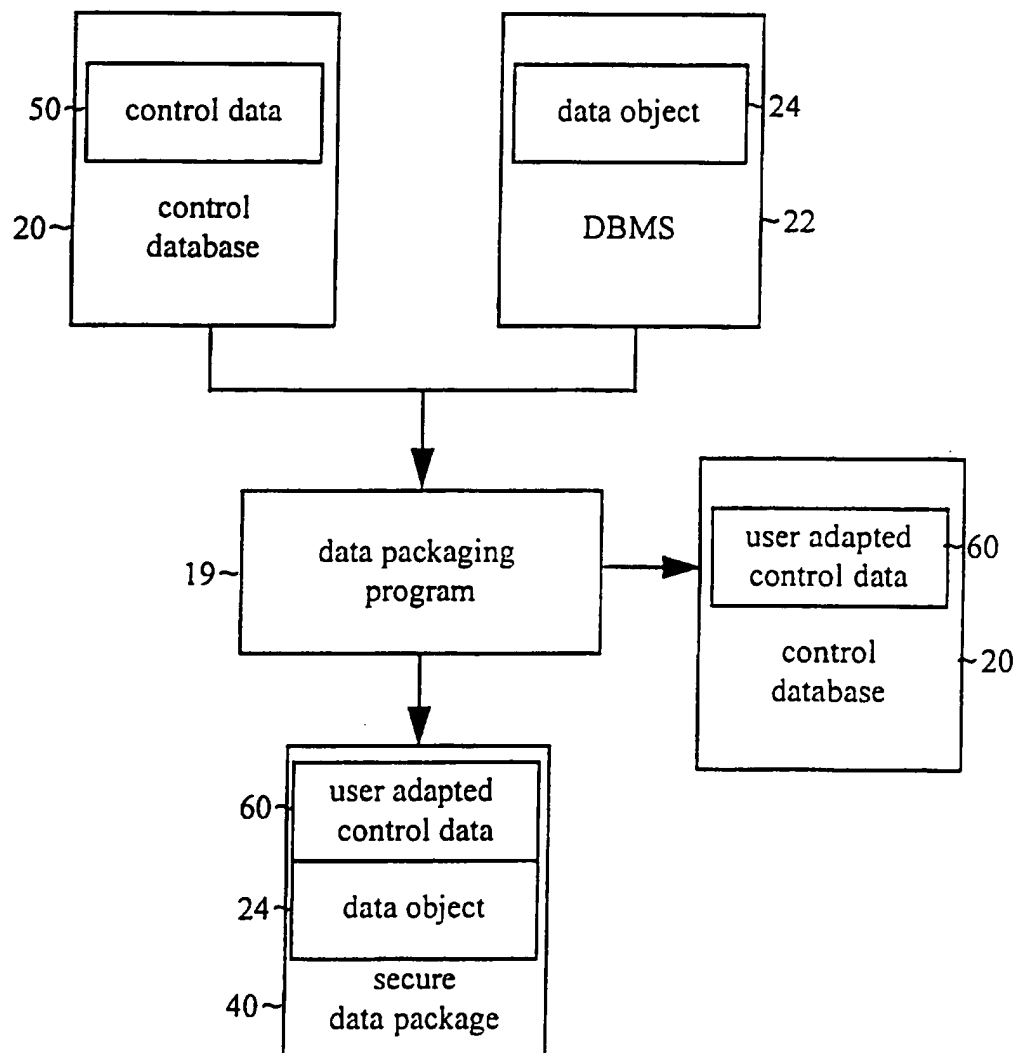 50~ control data
data object ~24
20~ control
database
DBMS ~22
19~ data packaging
program
user adapted ~60
control data
control ~20
database
60~ user adapted
control data
24~ data object
secure
40~ data package